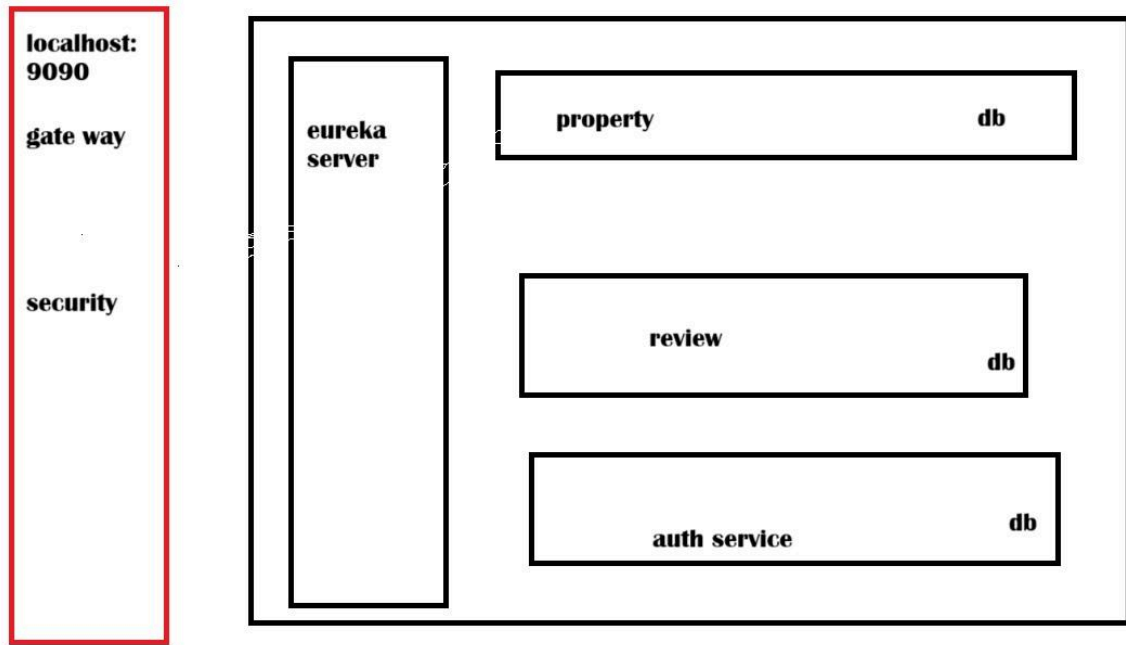 localhost:
9090
gate way
security
eureka
server
property
db
review
db
auth service
db